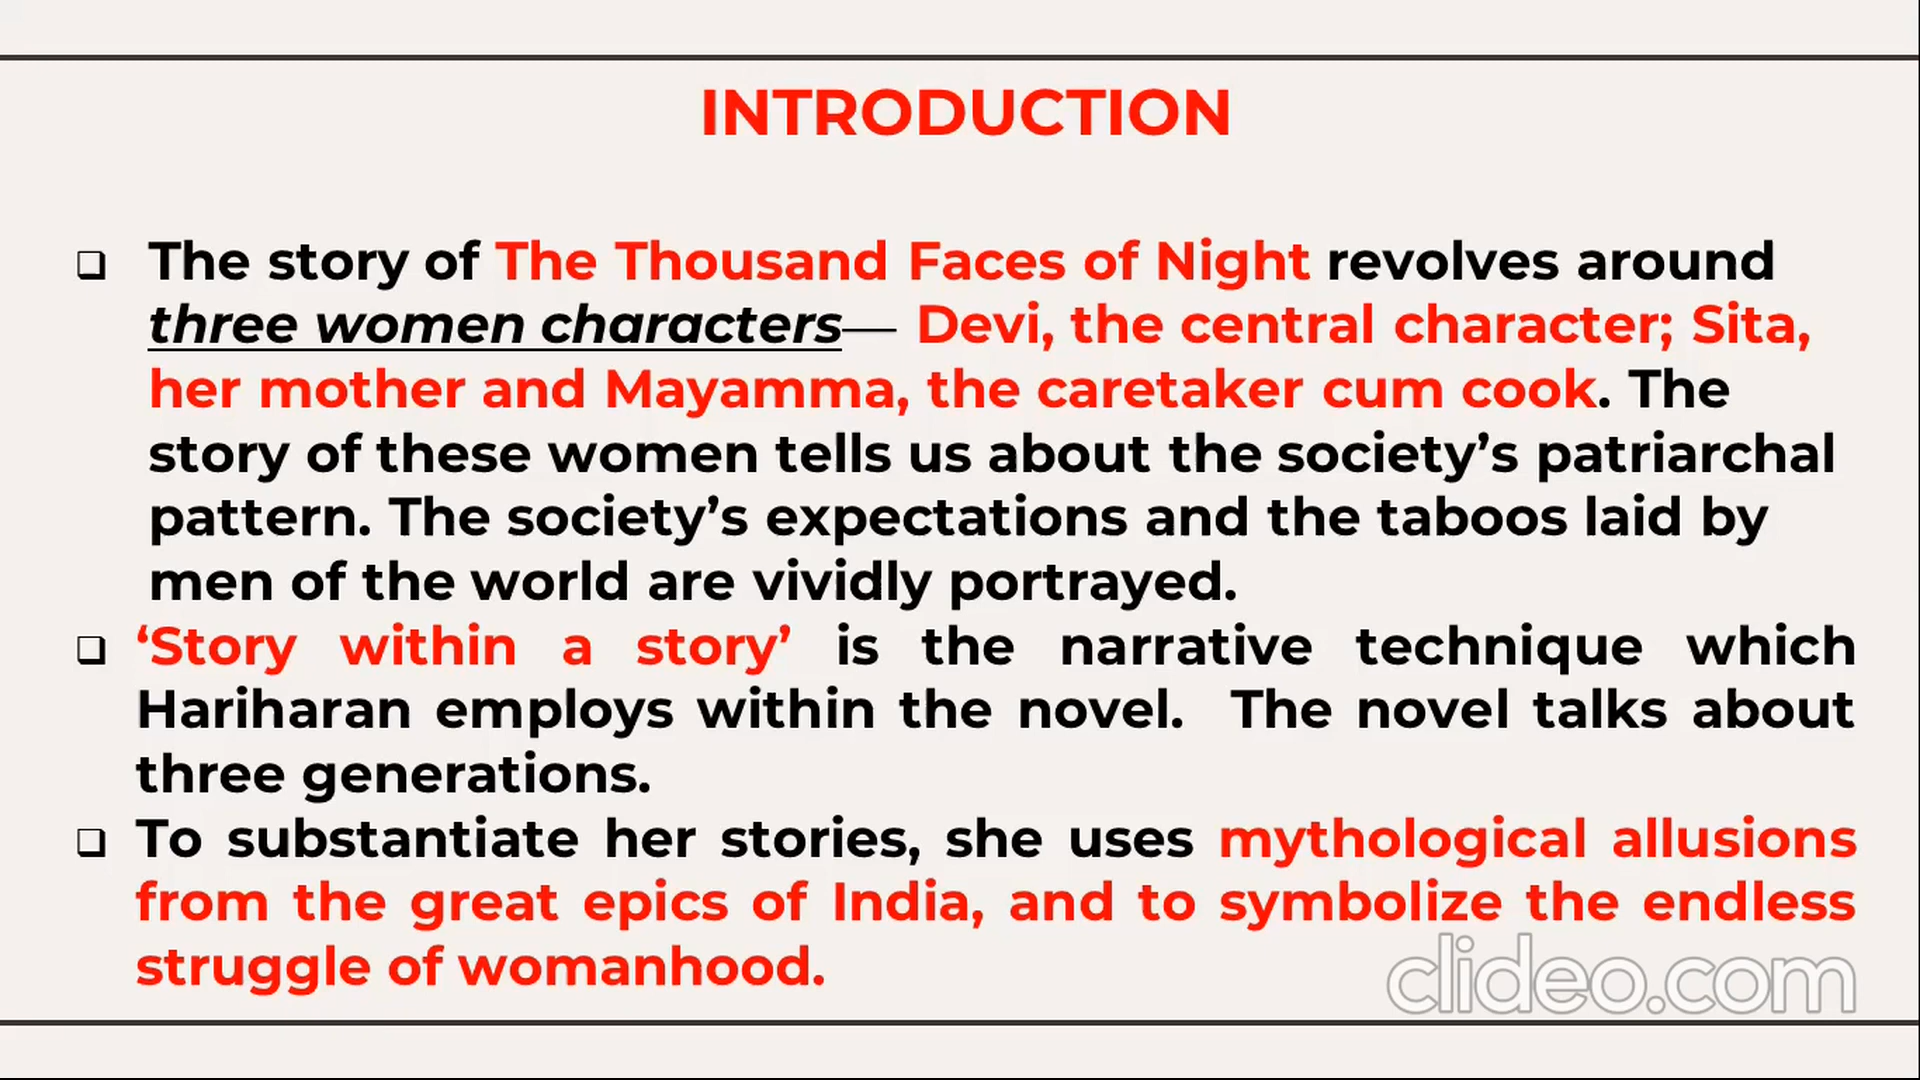 INTRODUCTION
❑ The story of The Thousand Faces of Night revolves around
three women characters— Devi, the central character; Sita,
her mother and Mayamma, the caretaker cum cook. The
story of these women tells us about the society’s patriarchal
pattern. The society’s expectations and the taboos laid by
men of the world are vividly portrayed.
❑ ‘Story within a story’ is the narrative technique which
Hariharan employs within the novel. The novel talks about
three generations.
❑ To substantiate her stories, she uses mythological allusions
from the great epics of India, and to symbolize the endless
struggle of womanhood.
clideo.com